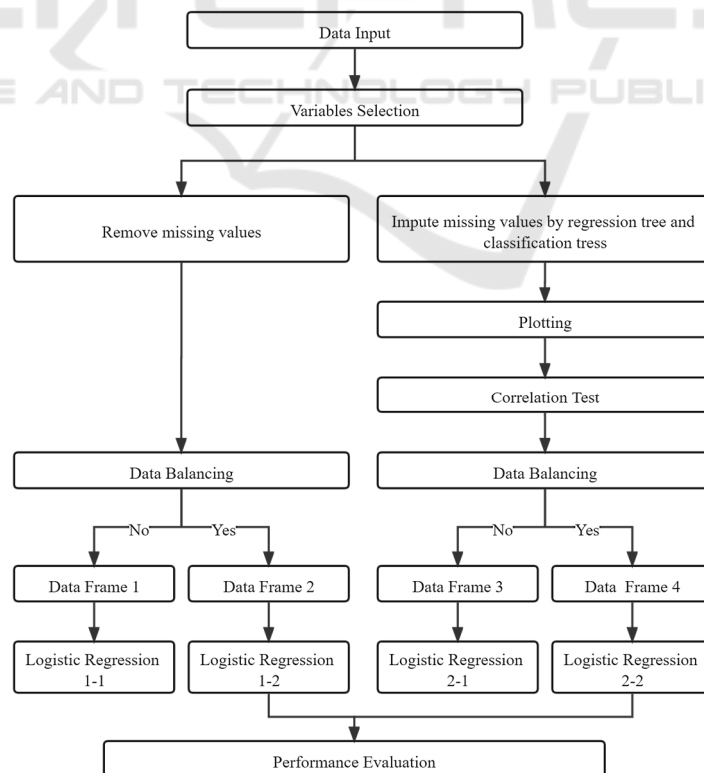 Data Input
E AND TECHNOLOGY PUBLI
Variables Selection
Remove missing values
Impute missing values by regression tree and
classification tress
Plotting
Correlation Test
Data Balancing
Data Balancing
No
Yes
No
Yes
Data Frame 1
Data Frame 2
Data Frame 3
Data Frame 4
Logistic Regression
1-1
Logistic Regression
1-2
Logistic Regression
2-1
Logistic Regression
2-2
Performance Evaluation